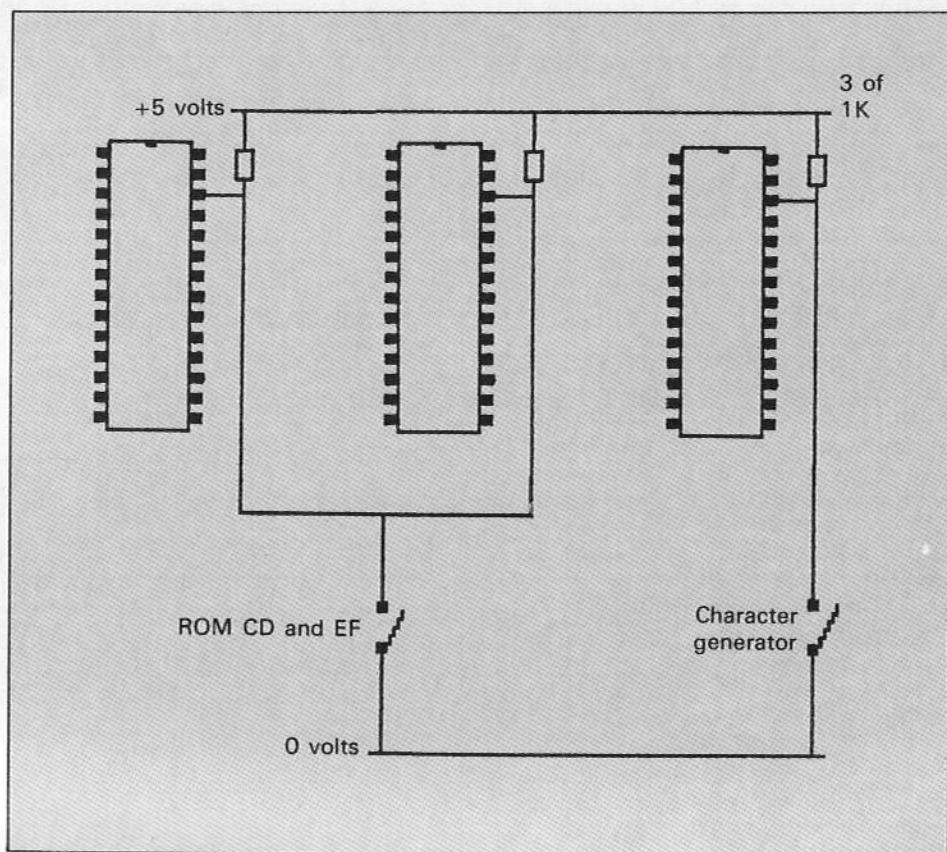 3 of
+5 volts
1K
ROM CD and EF
Character
generator
0 volts